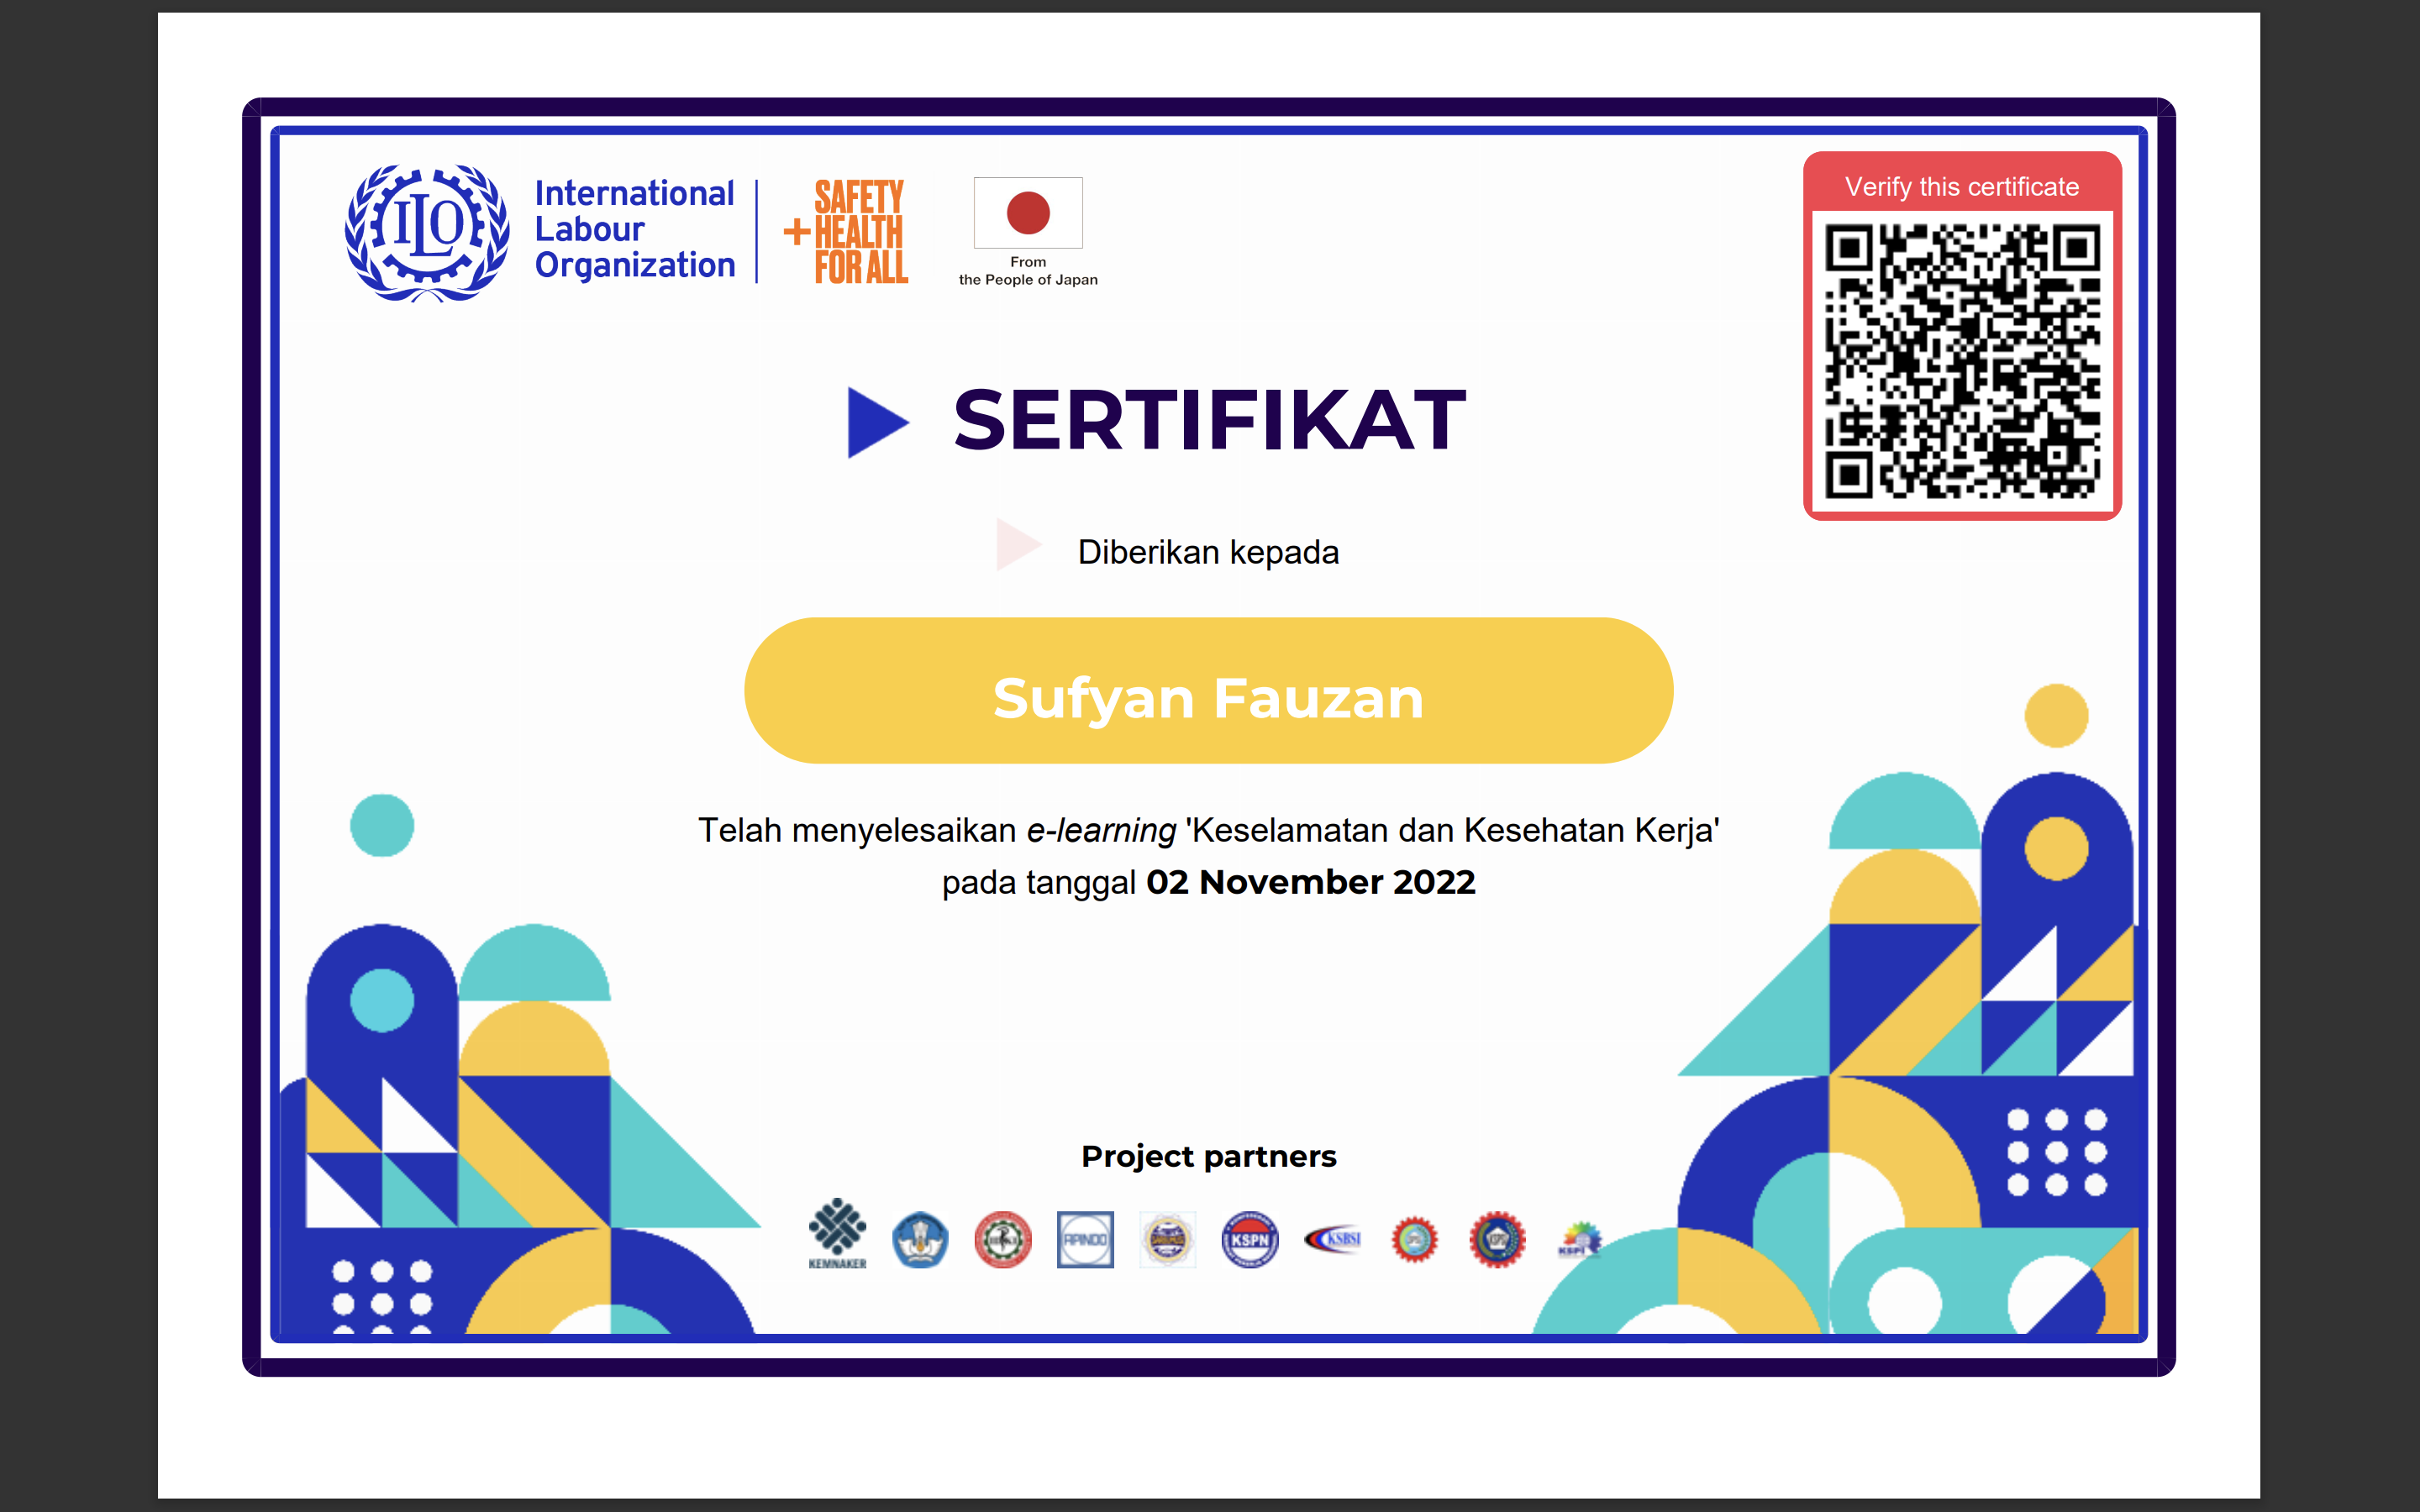 ILO
International
Labour
Organization
+ SAFETY
HEALTH
FOR ALL
From
the People of Japan
Verify this certificate
SERTIFIKAT
Diberikan kepada
Sufyan Fauzan
Telah menyelesaikan e-learning 'Keselamatan dan Kesehatan Kerja'
pada tanggal 02 November 2022
Project partners
KEMNAKER
APINDO
KSPN
KSBSI
KSPI